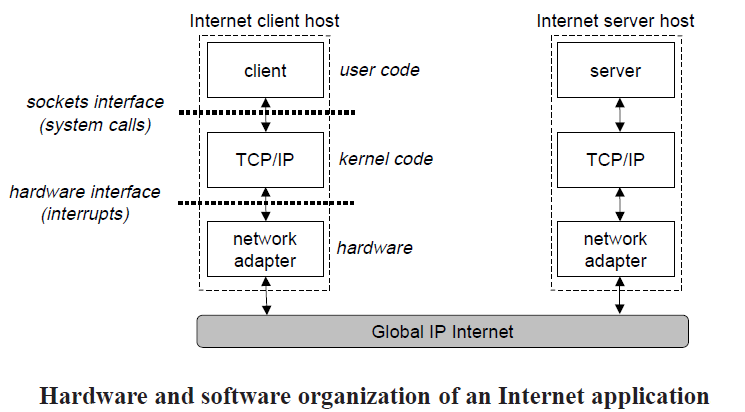 Internet client host
Internet server host
client
user code
server
sockets interface
(system calls)
TCP/IP
kernel code
TCP/IP
hardware interface
(interrupts)
network
adapter
hardware
network
adapter
Global IP Internet
Hardware and software organization of an Internet application